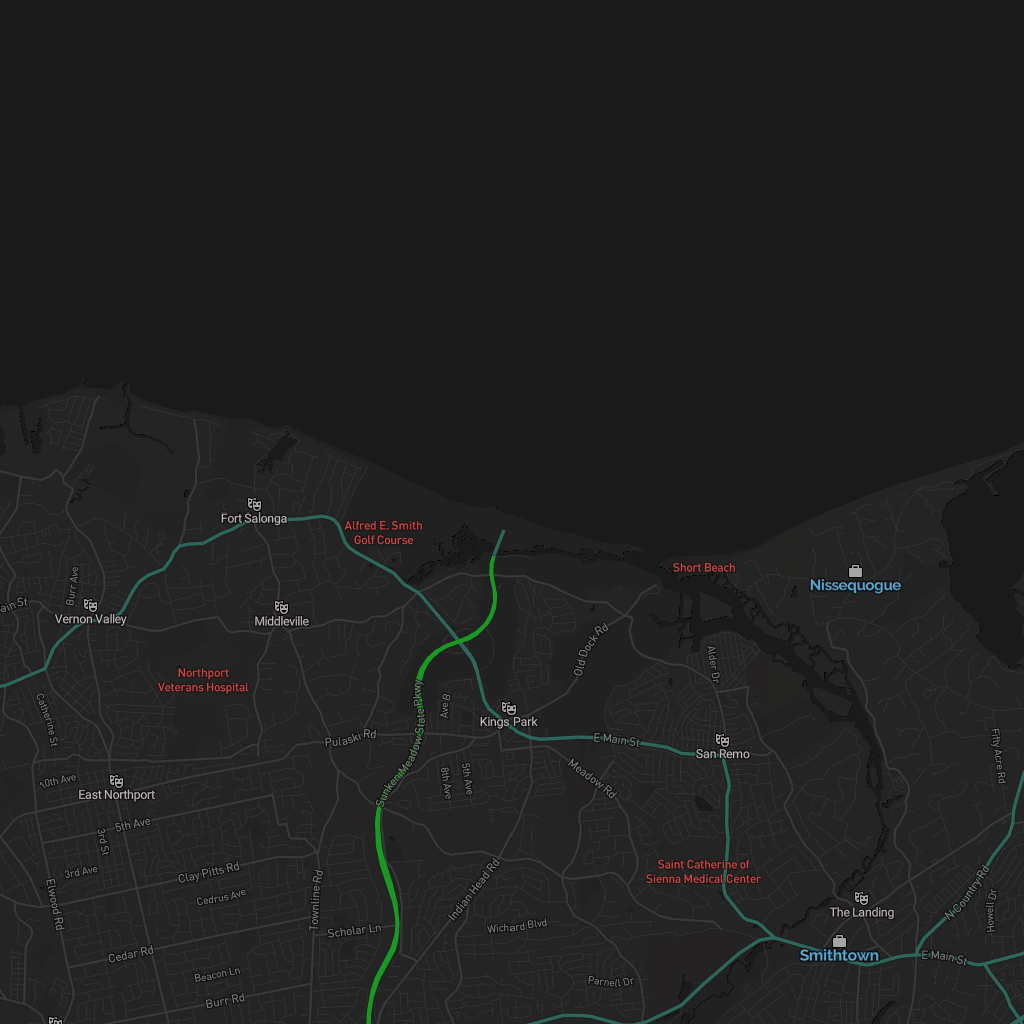 Fort Salonga
Alfred E. Smith
Golf Course
Short Beach
Nissequogue
Burr Ave
ain St
Vernon Valley
Middleville
Old Dock Rd
Alder Dr
Northport
Veterans Hospital
Catherine St
Ave B
Kings Park
Sunken Meadow State Pkwy
Pulaski Rd
E Main St
San Remo
Fifty Acre Rd
10th Ave
East Northport
8th Ave
5th Ave
Meadow Rd
5th Ave
3rd St
3rd Ave
Clay Pitts Rd
Cedrus Ave
Elwood Rd
Townline Rd
Indian Head Rd
Saint Catherine of
Sienna Medical Center
N Country Rd
Howell Dr
The Landing
Scholar Ln
Wichard Blvd
Cedar Rd
Smithtown
E Main St
Beacon Ln
Parnell Dr
Burr Rd